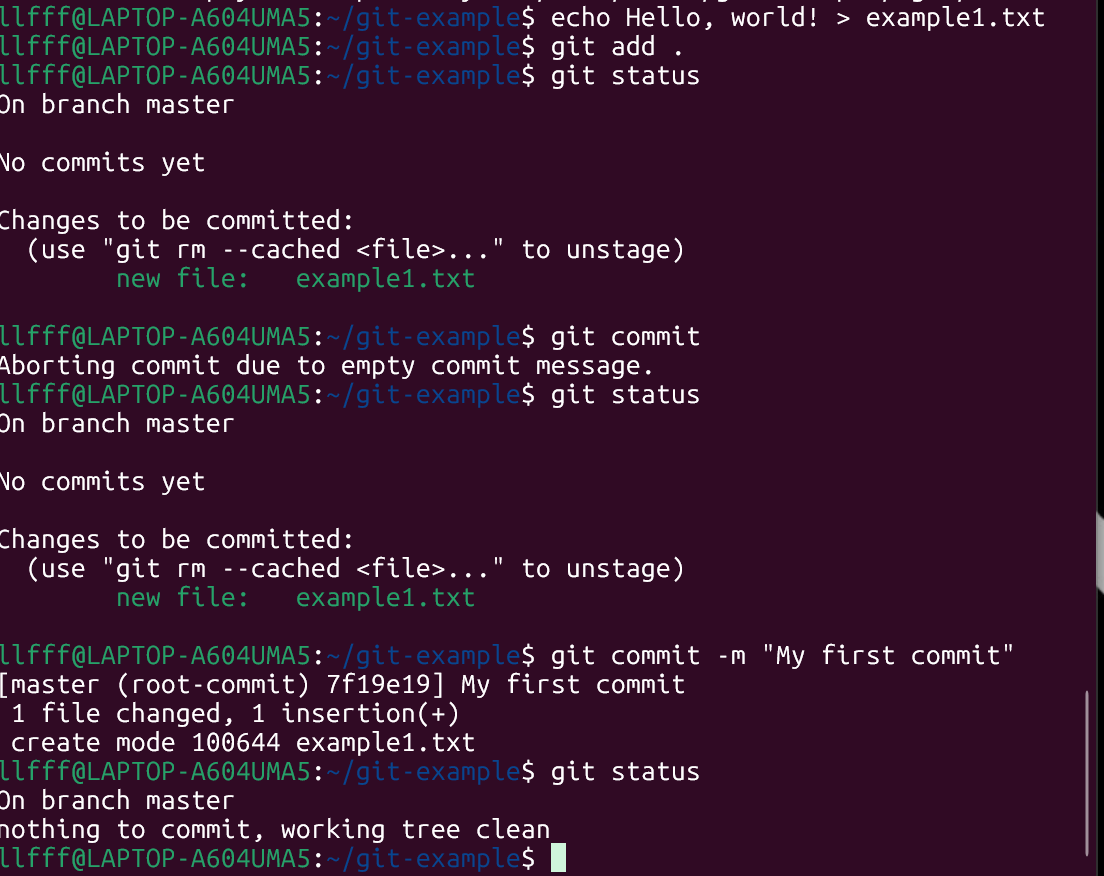 llfff@LAPTOP-A604UMA5:~/git-example$ echo Hello, world! > example1.txt
llfff@LAPTOP-A604UMA5:~/git-example$ git add .
llfff@LAPTOP-A604UMA5:~/git-example$ git status
On branch master
No commits yet
Changes to be committed:
  (use "git rm --cached <file>..." to unstage)
        new file:   example1.txt
llfff@LAPTOP-A604UMA5:~/git-example$ git commit
Aborting commit due to empty commit message.
llfff@LAPTOP-A604UMA5:~/git-example$ git status
On branch master
No commits yet
Changes to be committed:
  (use "git rm --cached <file>..." to unstage)
        new file:   example1.txt
llfff@LAPTOP-A604UMA5:~/git-example$ git commit -m "My first commit"
[master (root-commit) 7f19e19] My first commit
 1 file changed, 1 insertion(+)
 create mode 100644 example1.txt
llfff@LAPTOP-A604UMA5:~/git-example$ git status
On branch master
nothing to commit, working tree clean
llfff@LAPTOP-A604UMA5:~/git-example$